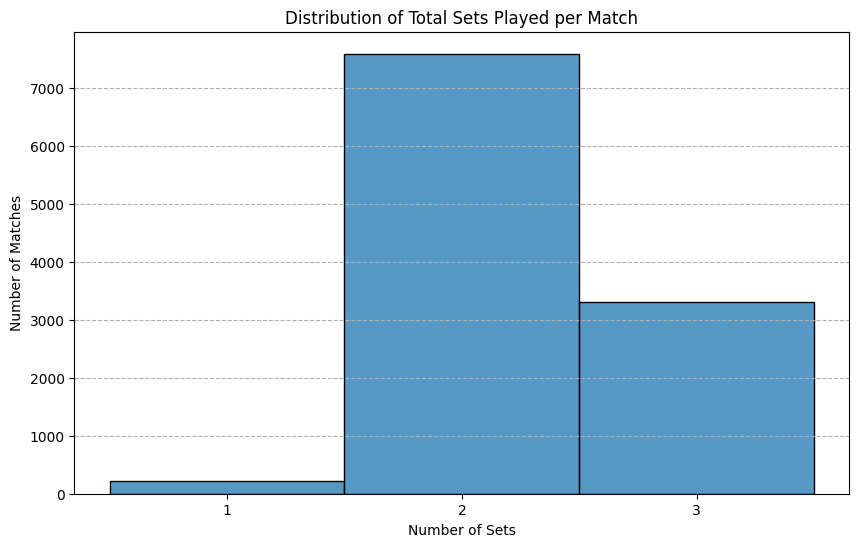 Distribution of Total Sets Played per Match
Number of Matches
7000
6000
5000
4000
3000
2000
1000
0
1 2 3
Number of Sets